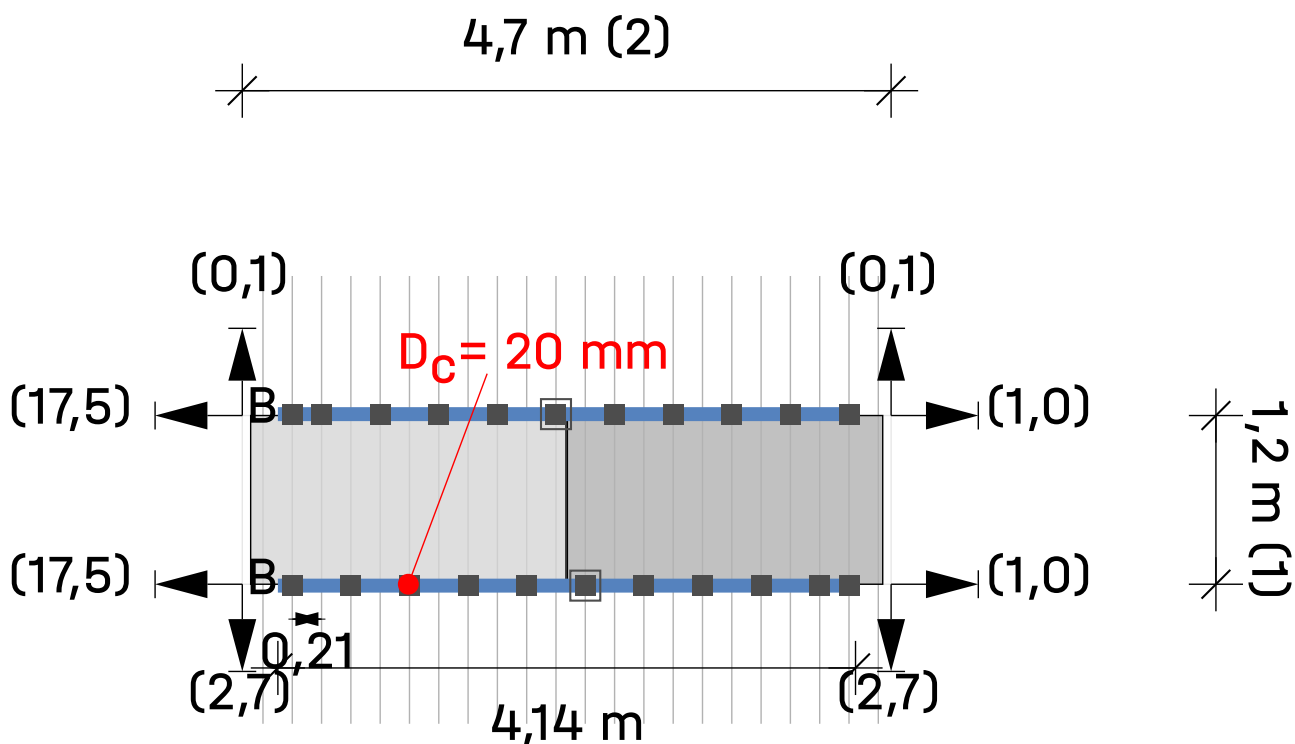 4,7 m (2)
(0,1)
(0,1)
D_C= 20 mm
(17,5)
B
(1,0)
1,2 m (1)
(17,5)
B
(1,0)
0,21
(2,7)
(2,7)
4,14 m